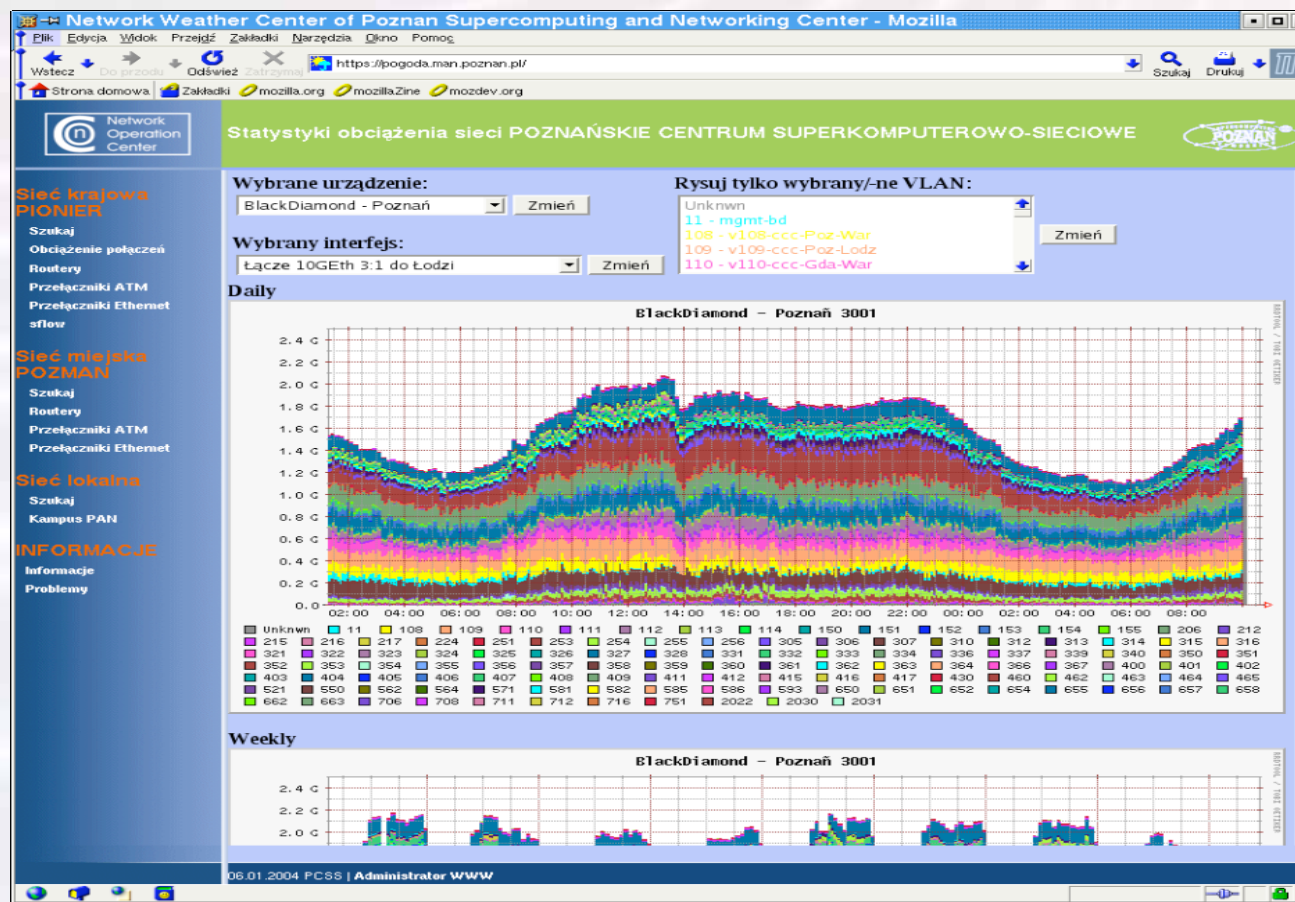 Network Weather Center of Poznan Supercomputing and Networking Center - Mozilla
Plik Edycja Widok Przejdź Zakładki Narzędzia Okno Pomoc
Wstecz Do przodu Odśwież Zatrzymaj https://pogoda.man.poznan.pl/ Szukaj Drukuj
Strona domowa Zakładki mozilla.org mozillaZine mozdev.org
Network
Operation
Center
Statystyki obciążenia sieci POZNAŃSKIE CENTRUM SUPERKOMPUTEROWO-SIECIOWE
POZNAŃ
Sieć krajowa
PIONIER
Szukaj
Obciążenie połączeń
Routery
Przełączniki ATM
Przełączniki Ethernet
sflow
Sieć miejska
POZMAN
Szukaj
Routery
Przełączniki ATM
Przełączniki Ethernet
Sieć lokalna
Szukaj
Kampus PAN
INFORMACJE
Informacje
Problemy
Wybrane urządzenie:
BlackDiamond - Poznań Zmień
Wybrany interfejs:
Łącze 10GEth 3:1 do Łodzi Zmień
Rysuj tylko wybrany/-ne VLAN:
Unknwn
11 - mgmt-bd
108 - v108-ccc-Poz-War
109 - v109-ccc-Poz-Lodz
110 - v110-ccc-Gda-War
Zmień
Daily
BlackDiamond - Poznañ 3001
RRDTOOL / TOBI OETIKER
2.4 G
2.2 G
2.0 G
1.8 G
1.6 G
1.4 G
1.2 G
1.0 G
0.8 G
0.6 G
0.4 G
0.2 G
0.0
02:00 04:00 06:00 08:00 10:00 12:00 14:00 16:00 18:00 20:00 22:00 00:00 02:00 04:00 06:00 08:00
Unknwn 11 108 109 110 111 112 113 114 150 151 152 153 154 155 206 212
215 216 217 224 251 253 254 255 256 305 306 307 310 312 313 314 315 316
321 322 323 324 325 326 327 328 331 332 333 334 336 337 339 340 350 351
352 353 354 355 356 357 358 359 360 361 362 363 364 366 367 400 401 402
403 404 405 406 407 408 409 411 412 415 416 417 430 460 462 463 464 465
521 550 562 564 571 581 582 585 586 593 650 651 652 654 655 656 657 658
662 663 706 708 711 712 716 751 2022 2030 2031
Weekly
BlackDiamond - Poznañ 3001
RRDTOOL / TOBI OETIKER
2.4 G
2.2 G
2.0 G
06.01.2004 PCSS | Administrator WWW